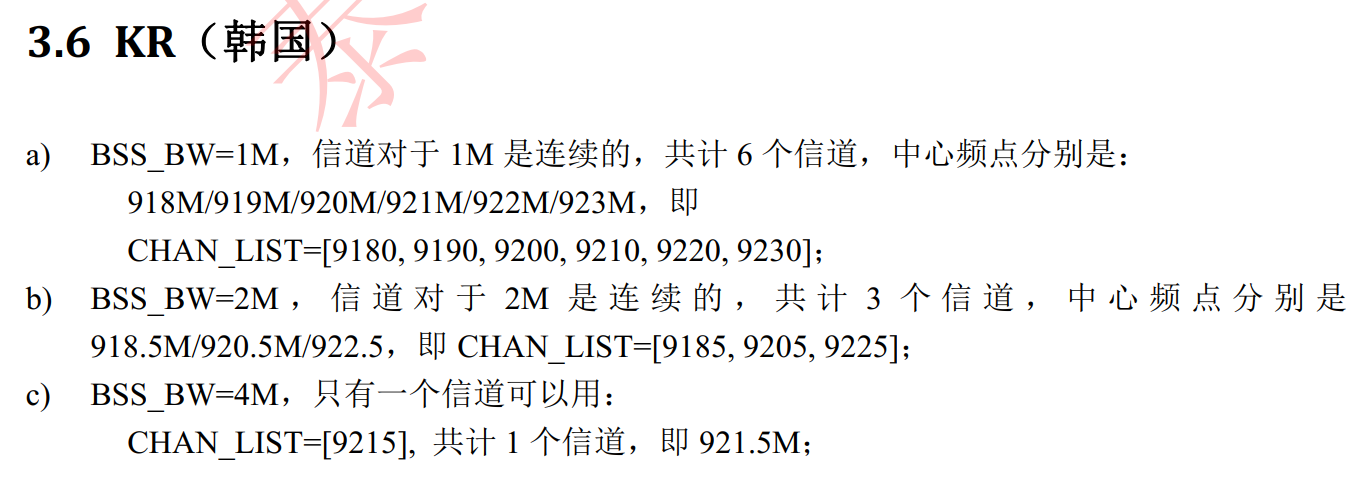 3.6 KR（韩国）
a) BSS_BW=1M，信道对于 1M 是连续的，共计 6 个信道，中心频点分别是：
918M/919M/920M/921M/922M/923M，即
CHAN_LIST=[9180, 9190, 9200, 9210, 9220, 9230]；
b) BSS_BW=2M，信道对于 2M 是连续的，共计 3 个信道，中心频点分别是
918.5M/920.5M/922.5，即 CHAN_LIST=[9185, 9205, 9225]；
c) BSS_BW=4M，只有一个信道可以用：
CHAN_LIST=[9215], 共计 1 个信道，即 921.5M；